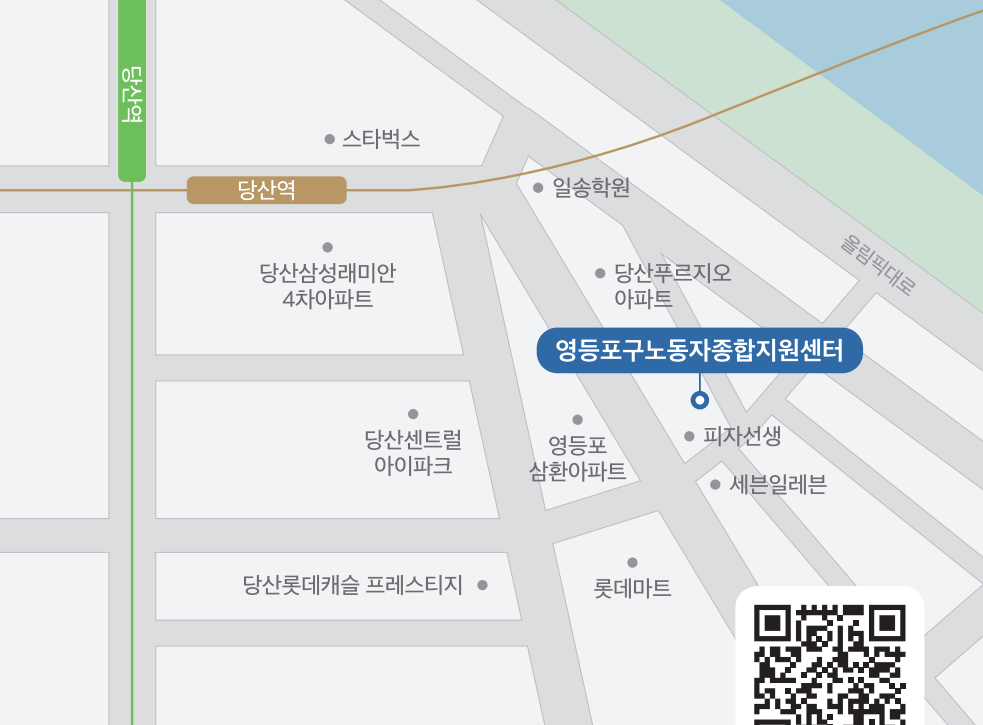 당산역
스타벅스
당산역
일송학원
올림픽대로
당산삼성래미안
4차아파트
당산푸르지오
아파트
영등포구노동자종합지원센터
당산센트럴
아이파크
영등포
삼환아파트
피자선생
세븐일레븐
당산롯데캐슬 프레스티지
롯데마트